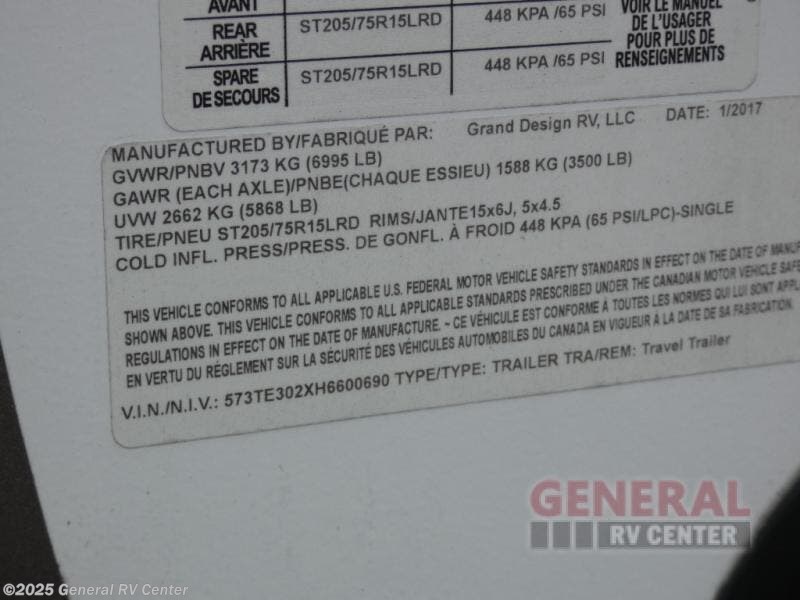 AVANT
REAR
ARRIÈRE
ST205/75R15LRD
448 KPA /65 PSI
SPARE
DE SECOURS
ST205/75R15LRD
448 KPA /65 PSI
VOIR LE MANUEL
DE L'USAGER
POUR PLUS DE
RENSEIGNEMENTS
MANUFACTURED BY/FABRIQUÉ PAR: Grand Design RV, LLC DATE: 1/2017
GVWR/PNBV 3173 KG (6995 LB)
GAWR (EACH AXLE)/PNBE(CHAQUE ESSIEU) 1588 KG (3500 LB)
UVW 2662 KG (5868 LB)
TIRE/PNEU ST205/75R15LRD RIMS/JANTE15x6J, 5x4.5
COLD INFL. PRESS/PRESS. DE GONFL. À FROID 448 KPA (65 PSI/LPC)-SINGLE
THIS VEHICLE CONFORMS TO ALL APPLICABLE U.S. FEDERAL MOTOR VEHICLE SAFETY STANDARDS IN EFFECT ON THE DATE OF MANUF
SHOWN ABOVE. THIS VEHICLE CONFORMS TO ALL APPLICABLE STANDARDS PRESCRIBED UNDER THE CANADIAN MOTOR VEHICLE SAFE
REGULATIONS IN EFFECT ON THE DATE OF MANUFACTURE. - CE VÉHICULE EST CONFORME À TOUTES LES NORMES QUI LUI SONT APPL
EN VERTU DU RÉGLEMENT SUR LA SÉCURITÉ DES VÉHICULES AUTOMOBILES DU CANADA EN VIGUEUR À LA DATE DE SA FABRICATION.
V.I.N./N.I.V.: 573TE302XH6600690 TYPE/TYPE: TRAILER TRA/REM: Travel Trailer
GENERAL
RV CENTER
©2025 General RV Center